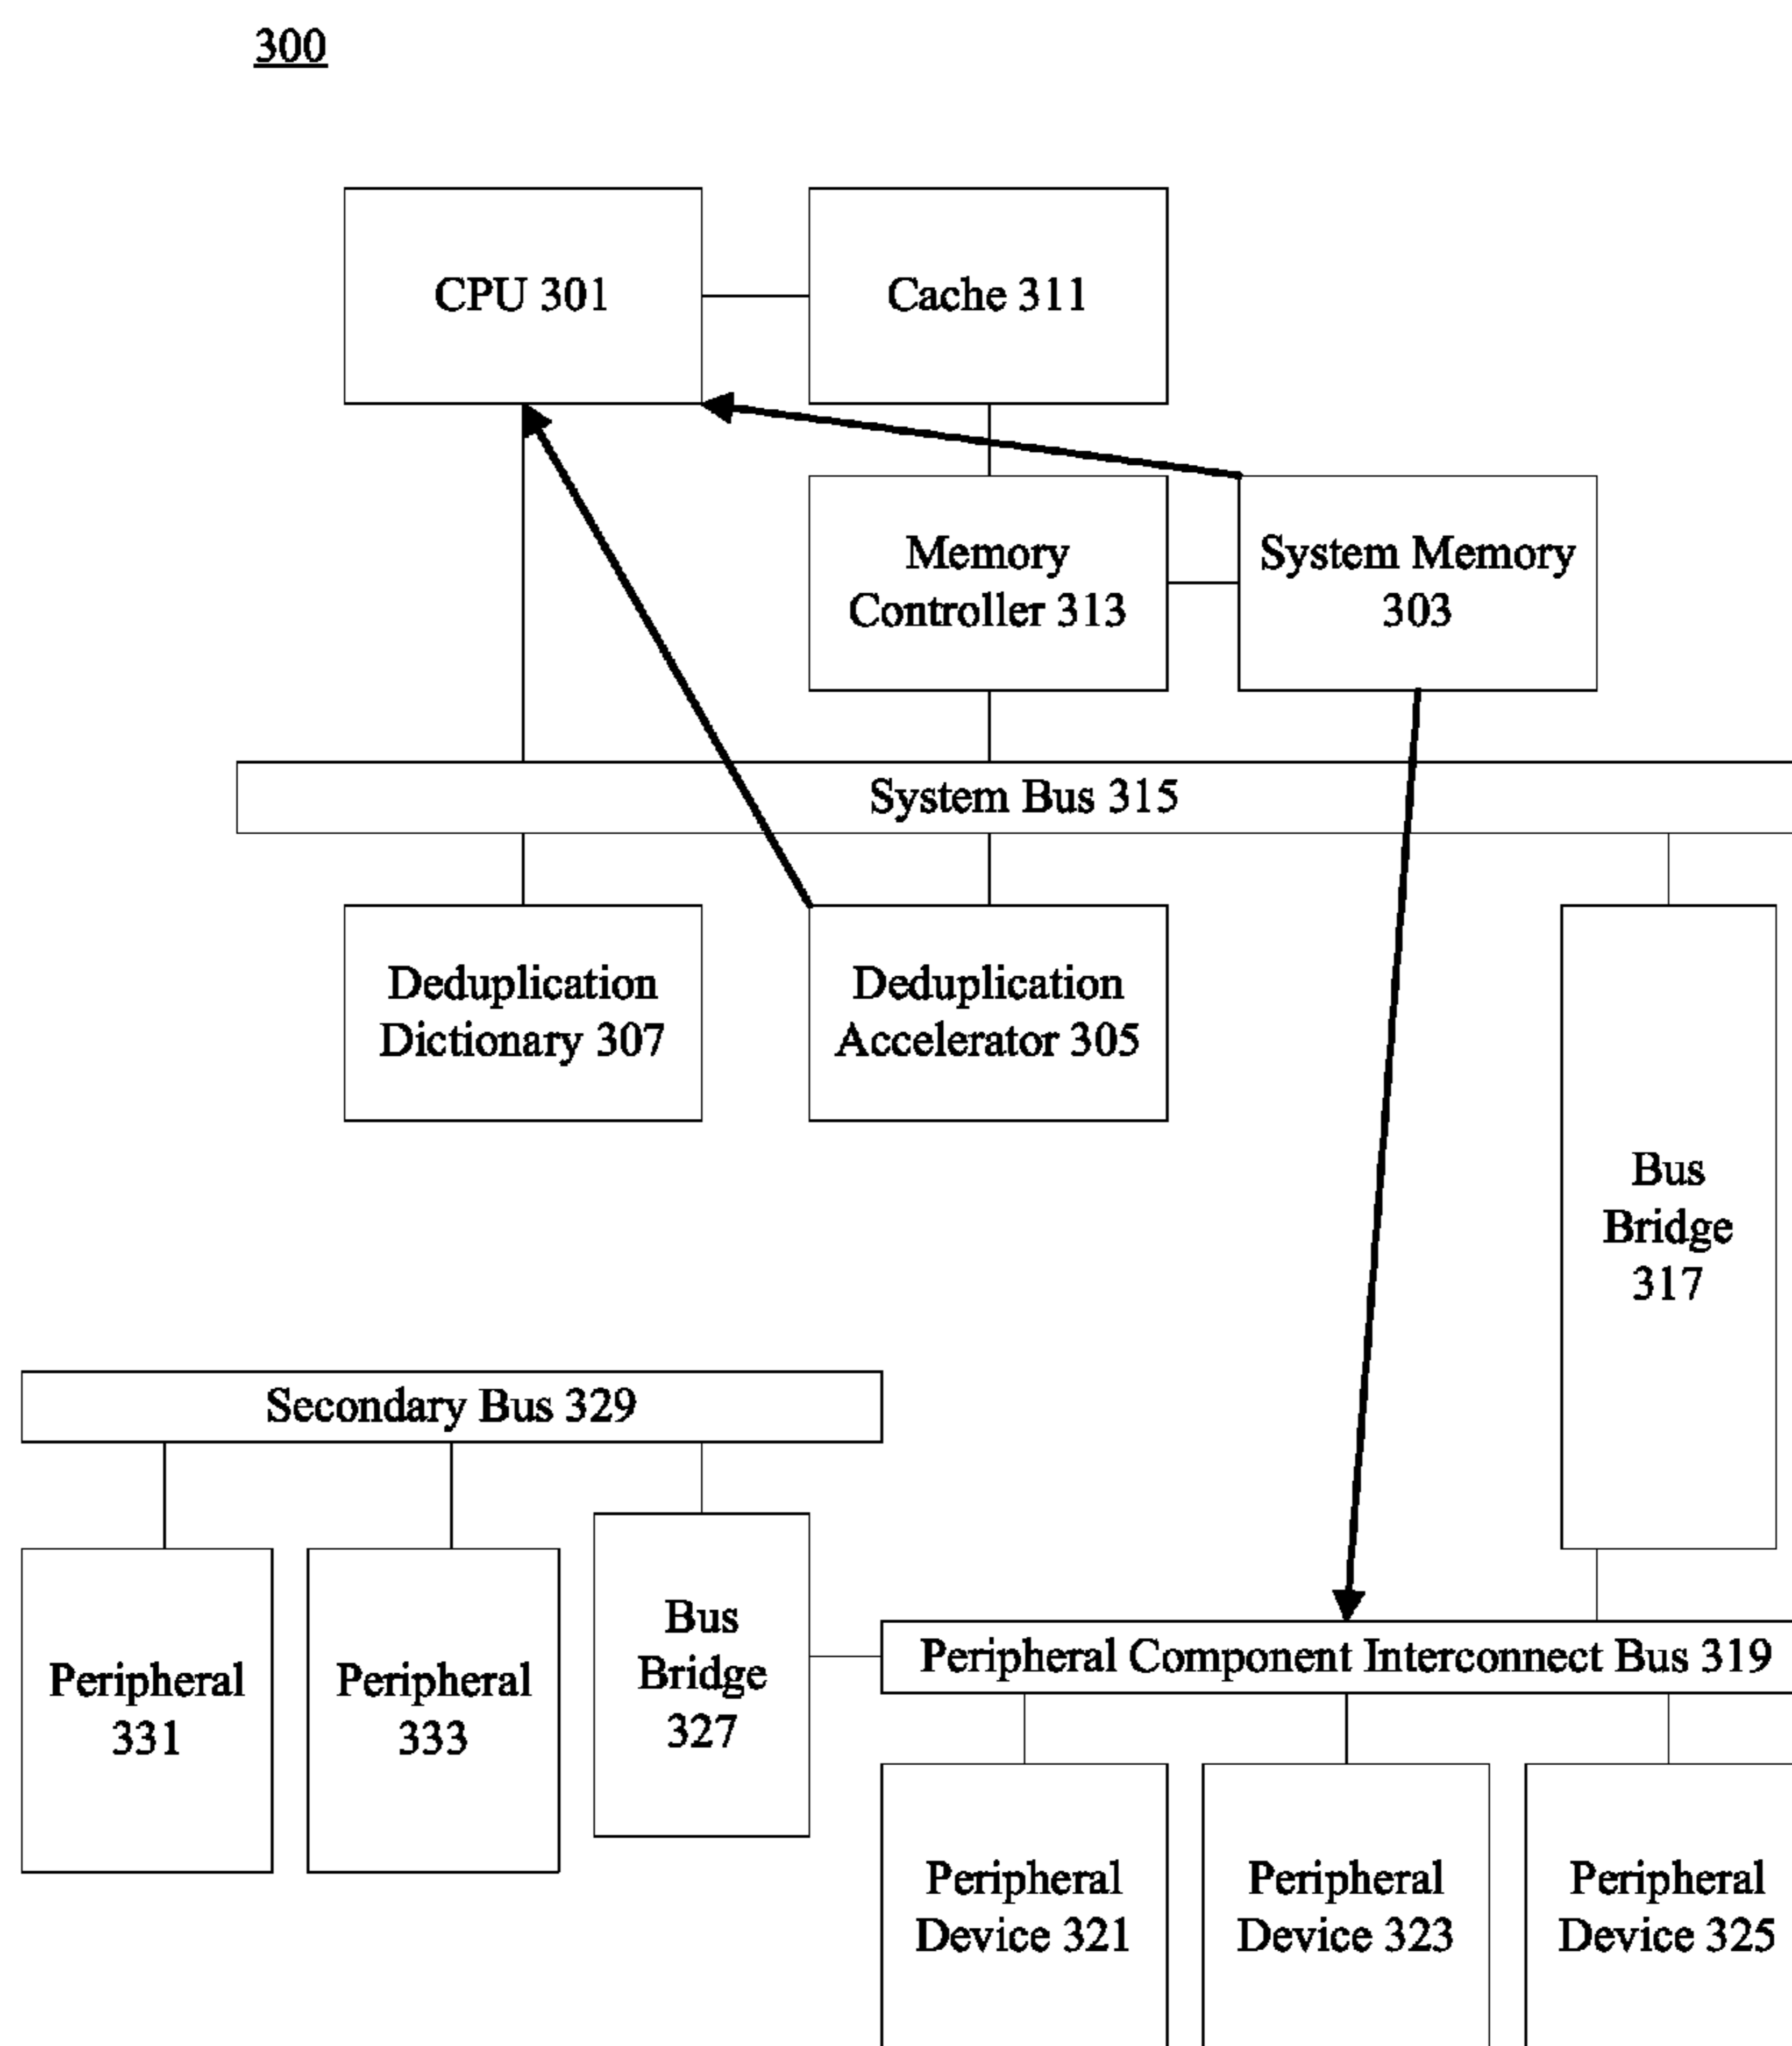 300
CPU 301
Cache 311
Memory
Controller 313
System Memory
303
System Bus 315
Deduplication
Dictionary 307
Deduplication
Accelerator 305
Bus
Bridge
317
Secondary Bus 329
Peripheral
331
Peripheral
333
Bus
Bridge
327
Peripheral Component Interconnect Bus 319
Peripheral
Device 321
Peripheral
Device 323
Peripheral
Device 325